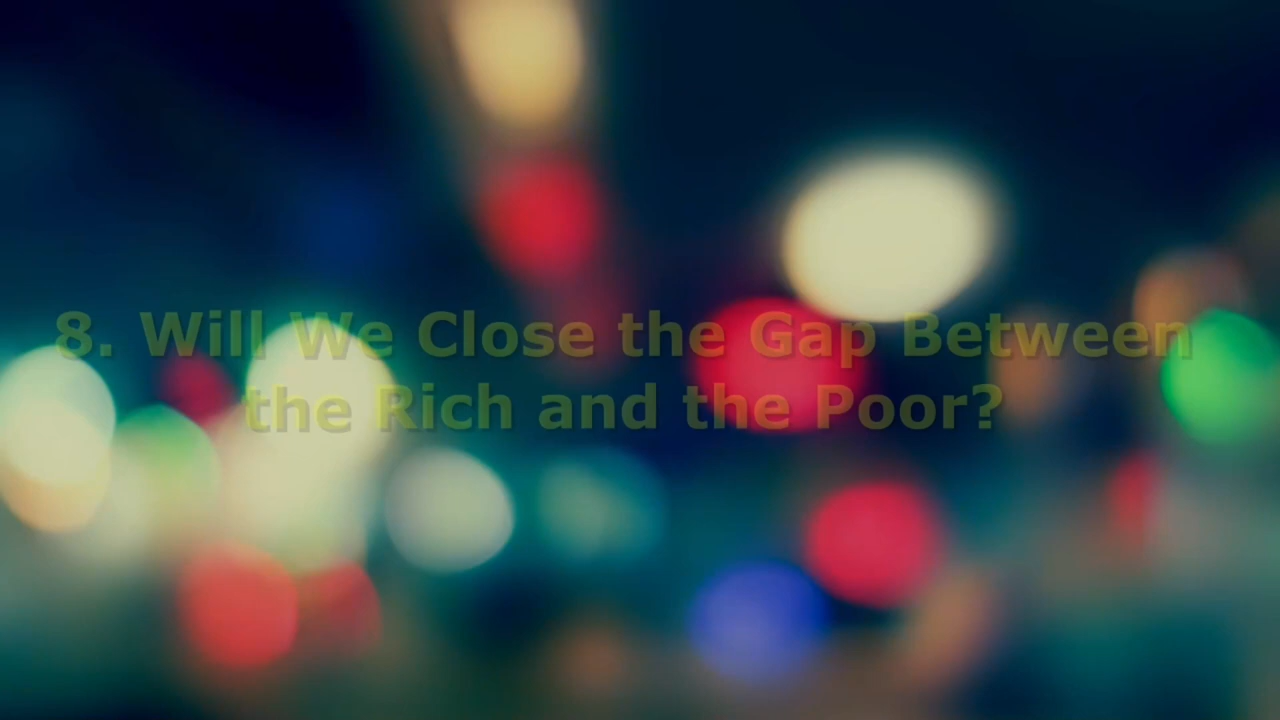 8. Will We Close the Gap Between
the Rich and the Poor?